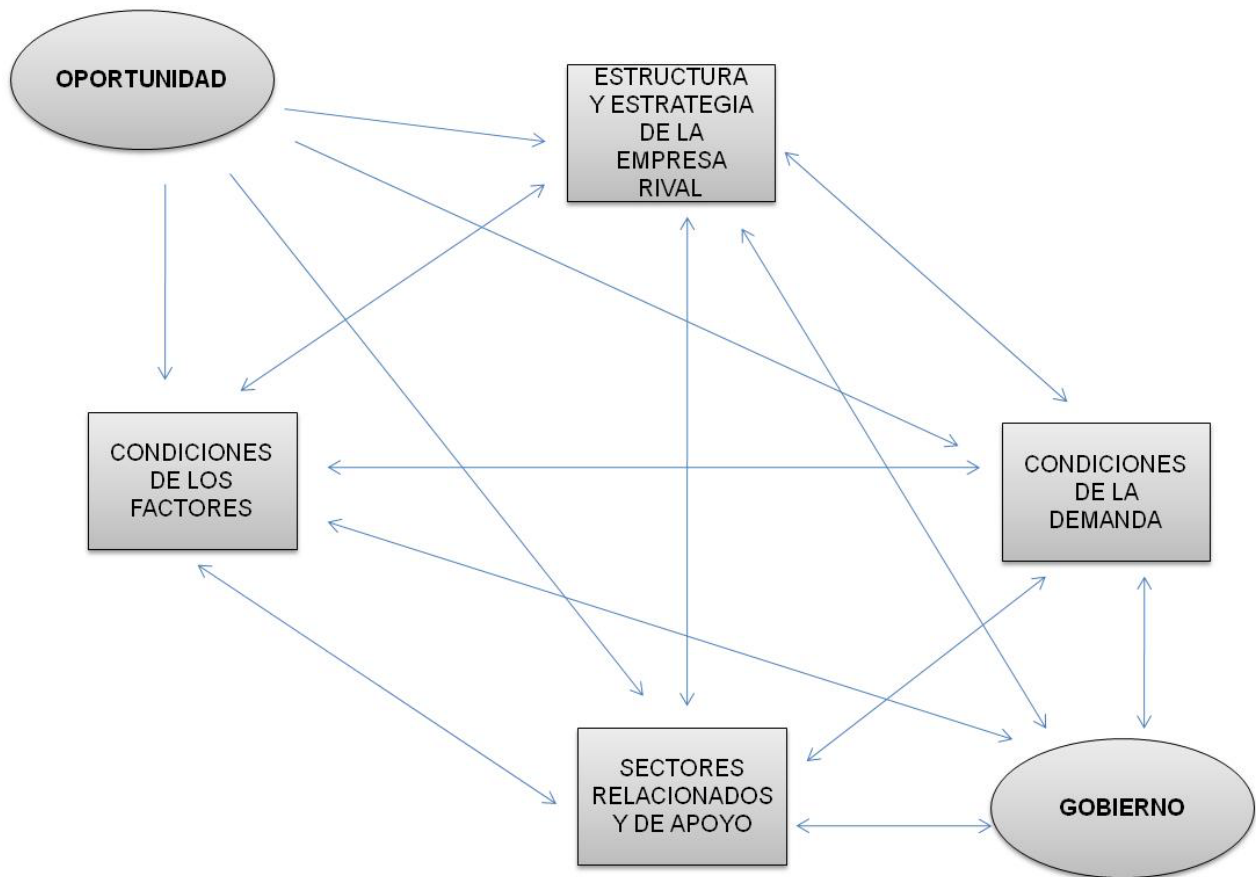 OPORTUNIDAD
ESTRUCTURA
Y ESTRATEGIA
DE LA
EMPRESA
RIVAL
CONDICIONES
DE LOS
FACTORES
CONDICIONES
DE LA
DEMANDA
SECTORES
RELACIONADOS
Y DE APOYO
GOBIERNO